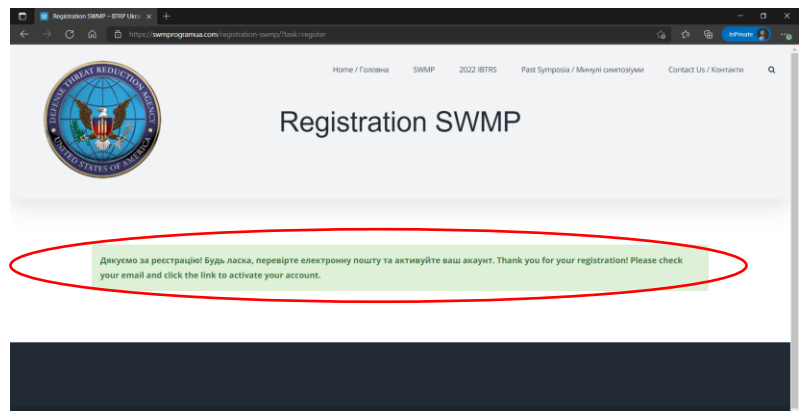 Registration SWMP – BTRP Ukra
https://swmprogramua.com/registration-swmp/?task=register
InPrivate
DEFENSE THREAT REDUCTION AGENCY
UNITED STATES OF AMERICA
Home / Головна SWMP 2022 IBTRS Past Symposia / Минулі симпозіуми Contact Us / Контакти
Registration SWMP
Дякуємо за реєстрацію! Будь ласка, перевірте електронну пошту та активуйте ваш акаунт. Thank you for your registration! Please check
your email and click the link to activate your account.